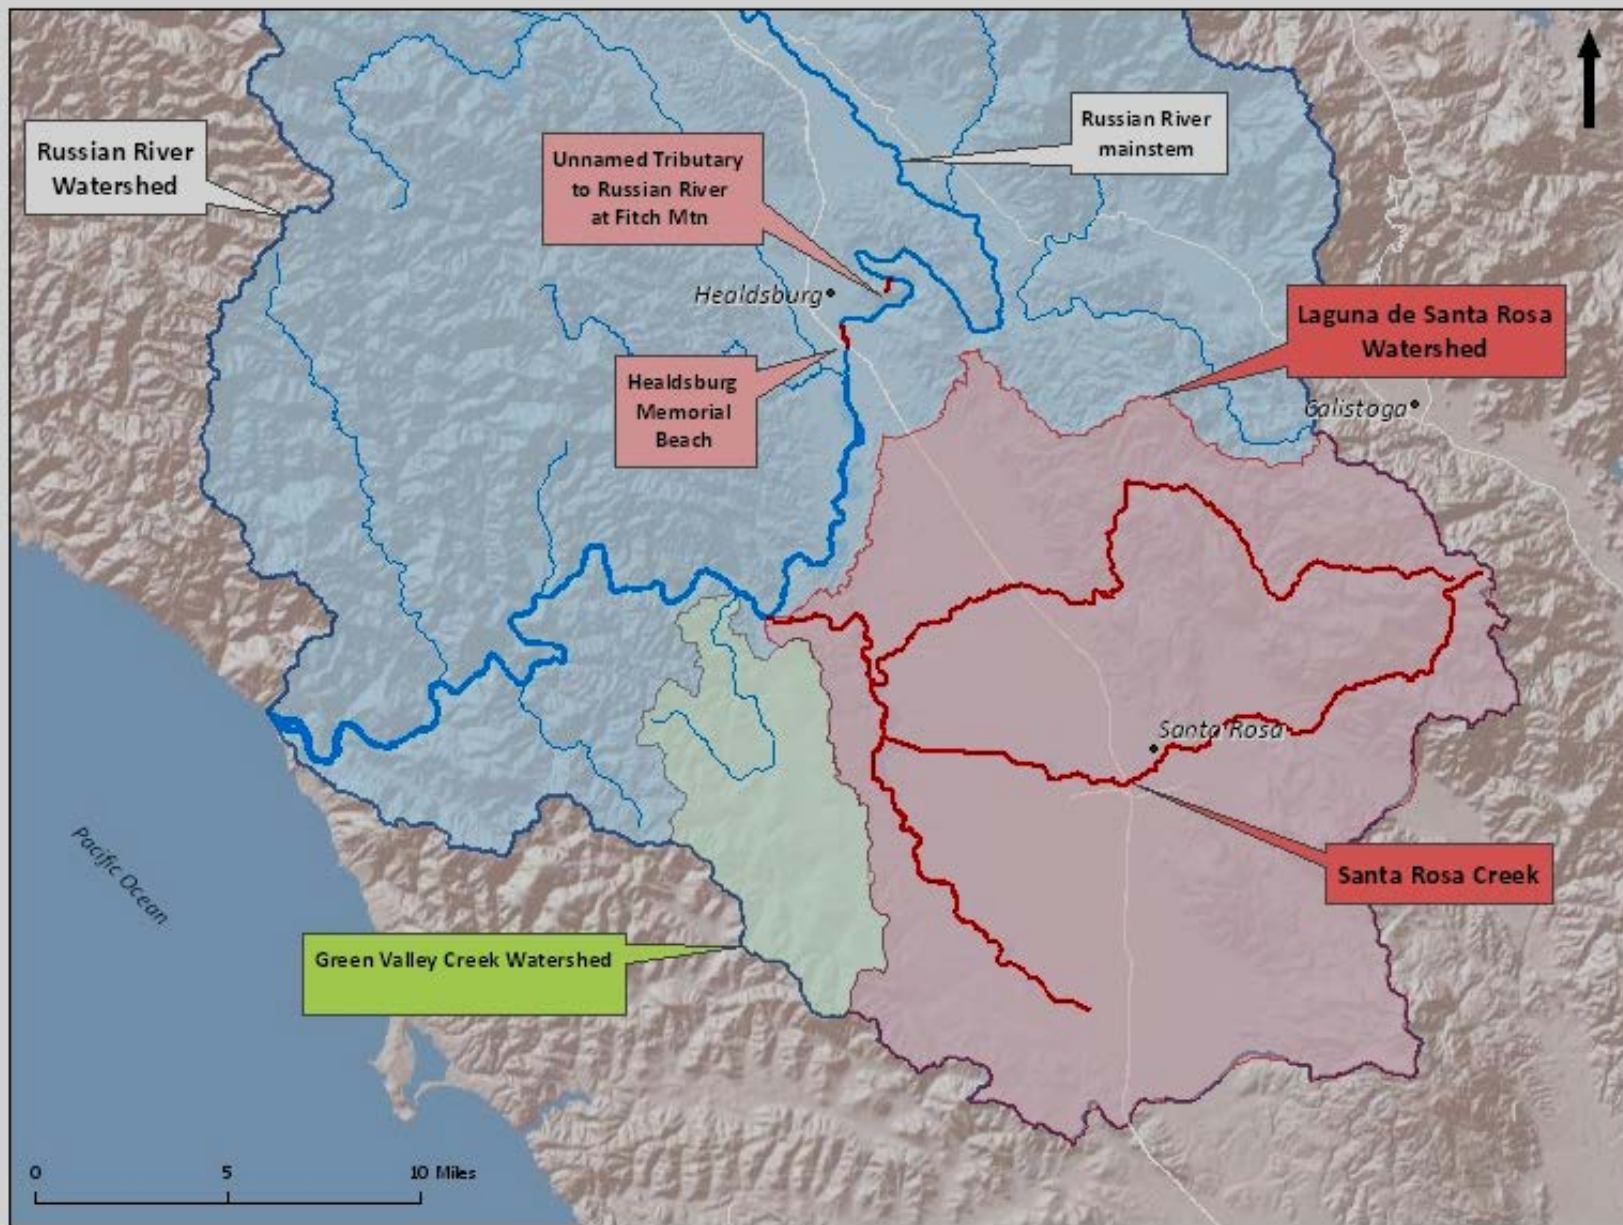 Russian River
mainstem
Russian River
Watershed
Unnamed Tributary
to Russian River
at Fitch Mtn
Healdsburg
Laguna de Santa Rosa
Watershed
Healdsburg
Memorial
Beach
Calistoga
Santa Rosa
Pacific Ocean
Santa Rosa Creek
Green Valley Creek Watershed
0 5 10 Miles